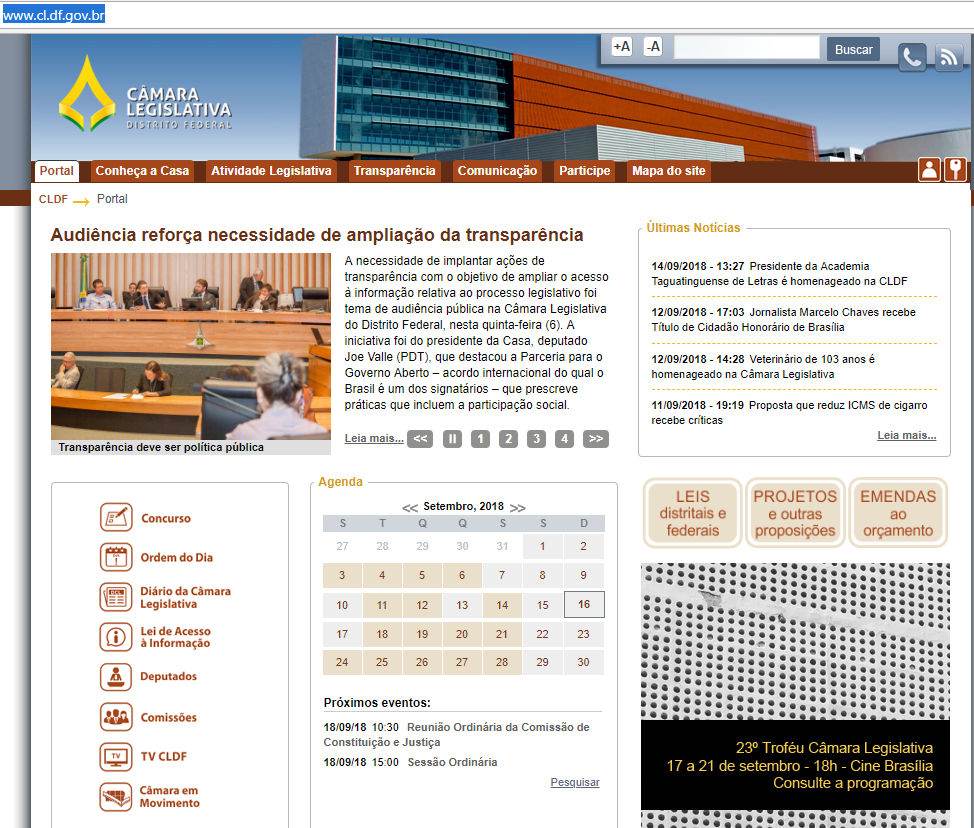 www.cl.df.gov.br
+A -A Buscar
CÂMARA
LEGISLATIVA
DISTRITO FEDERAL
Portal Conheça a Casa Atividade Legislativa Transparência Comunicação Participe Mapa do site
CLDF Portal
Audiência reforça necessidade de ampliação da transparência
A necessidade de implantar ações de
transparência com o objetivo de ampliar o acesso
à informação relativa ao processo legislativo foi
tema de audiência pública na Câmara Legislativa
do Distrito Federal, nesta quinta-feira (6). A
iniciativa foi do presidente da Casa, deputado
Joe Valle (PDT), que destacou a Parceria para o
Governo Aberto – acordo internacional do qual o
Brasil é um dos signatários – que prescreve
práticas que incluem a participação social.
Transparência deve ser política pública
Leia mais... << II 1 2 3 4 >>
Últimas Notícias
14/09/2018 - 13:27 Presidente da Academia
Taguatinguense de Letras é homenageado na CLDF
12/09/2018 - 17:03 Jornalista Marcelo Chaves recebe
Título de Cidadão Honorário de Brasília
12/09/2018 - 14:28 Veterinário de 103 anos é
homenageado na Câmara Legislativa
11/09/2018 - 19:19 Proposta que reduz ICMS de cigarro
recebe críticas
Leia mais...
Concurso
Ordem do Dia
Diário da Câmara
Legislativa
DCL
Lei de Acesso
à Informação
Deputados
Comissões
TV
TV CLDF
Câmara em
Movimento
Agenda
<< Setembro, 2018 >>
S T Q Q S S D
27 28 29 30 31 1 2
3 4 5 6 7 8 9
10 11 12 13 14 15 16
17 18 19 20 21 22 23
24 25 26 27 28 29 30
Próximos eventos:
18/09/18 10:30 Reunião Ordinária da Comissão de
Constituição e Justiça
18/09/18 15:00 Sessão Ordinária
Pesquisar
LEIS
distritais e
federais
PROJETOS
e outras
proposições
EMENDAS
ao
orçamento
23º Troféu Câmara Legislativa
17 a 21 de setembro - 18h - Cine Brasília
Consulte a programação